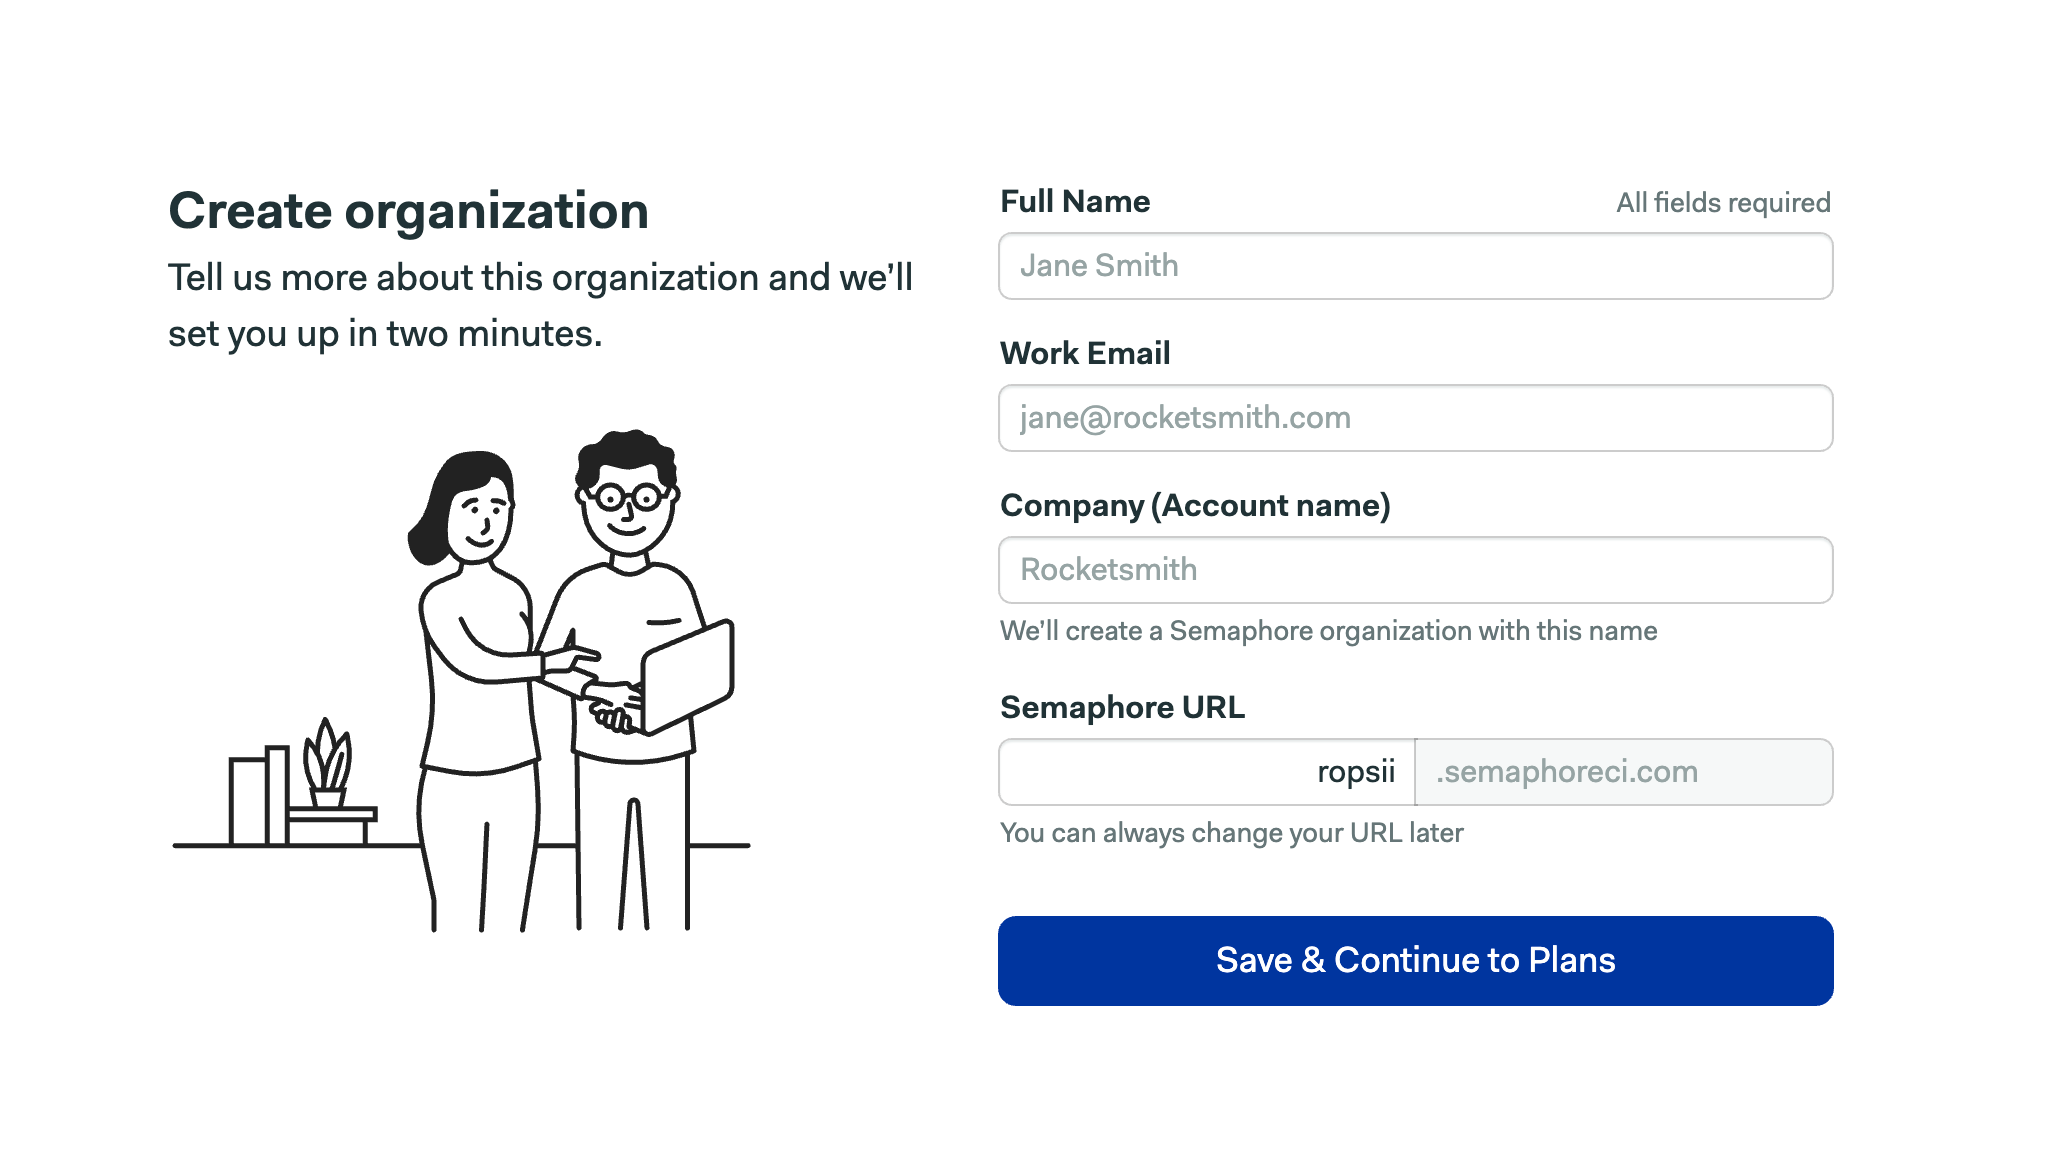 Create organization
Tell us more about this organization and we’ll
set you up in two minutes.
Full Name
All fields required
Jane Smith
Work Email
jane@rocketsmith.com
Company (Account name)
Rocketsmith
We’ll create a Semaphore organization with this name
Semaphore URL
ropsii .semaphoreci.com
You can always change your URL later
Save & Continue to Plans